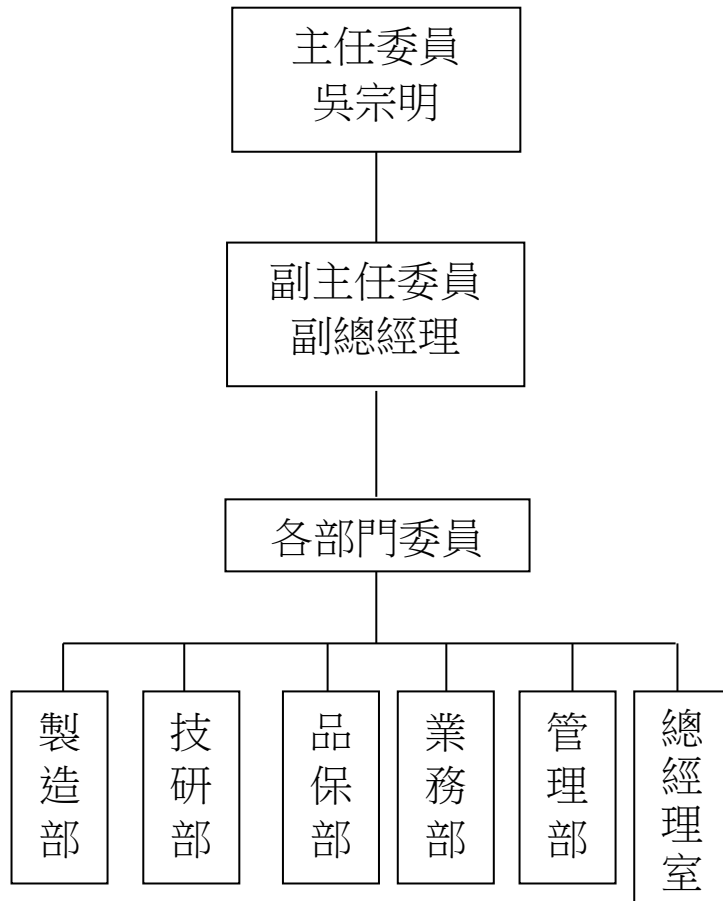 主任委員
吳宗明
副主任委員
副總經理
各部門委員
製造部
技研部
品保部
業務部
管理部
總經理室